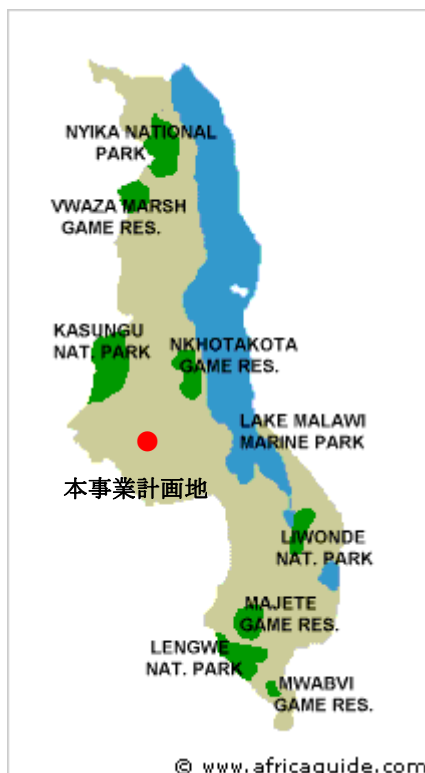 NYIKA NATIONAL
PARK
VWAZA MARSH
GAME RES.
KASUNGU
NAT, PARK
NKHOTAKOTA
GAME RES.
LAKE MALAWI
MARINE PARK
本事業計画地
LIWONDE
NAT. PARK
MAJETE
GAME RES.
LENGWE
NAT. PARK
MWABVI
GAME RES.
© www.africaguide.com